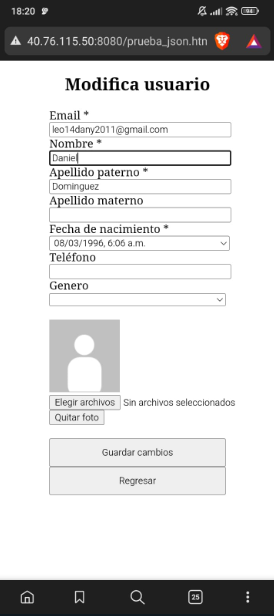 18:20
40.76.115.50:8080/prueba_json.htn
Modifica usuario
Email *
leo14dany2011@gmail.com
Nombre *
Daniel
Apellido paterno *
Dominguez
Apellido materno
Fecha de nacimiento *
08/03/1996, 6:06 a.m.
Teléfono
Genero
Elegir archivos Sin archivos seleccionados
Quitar foto
Guardar cambios
Regresar
25